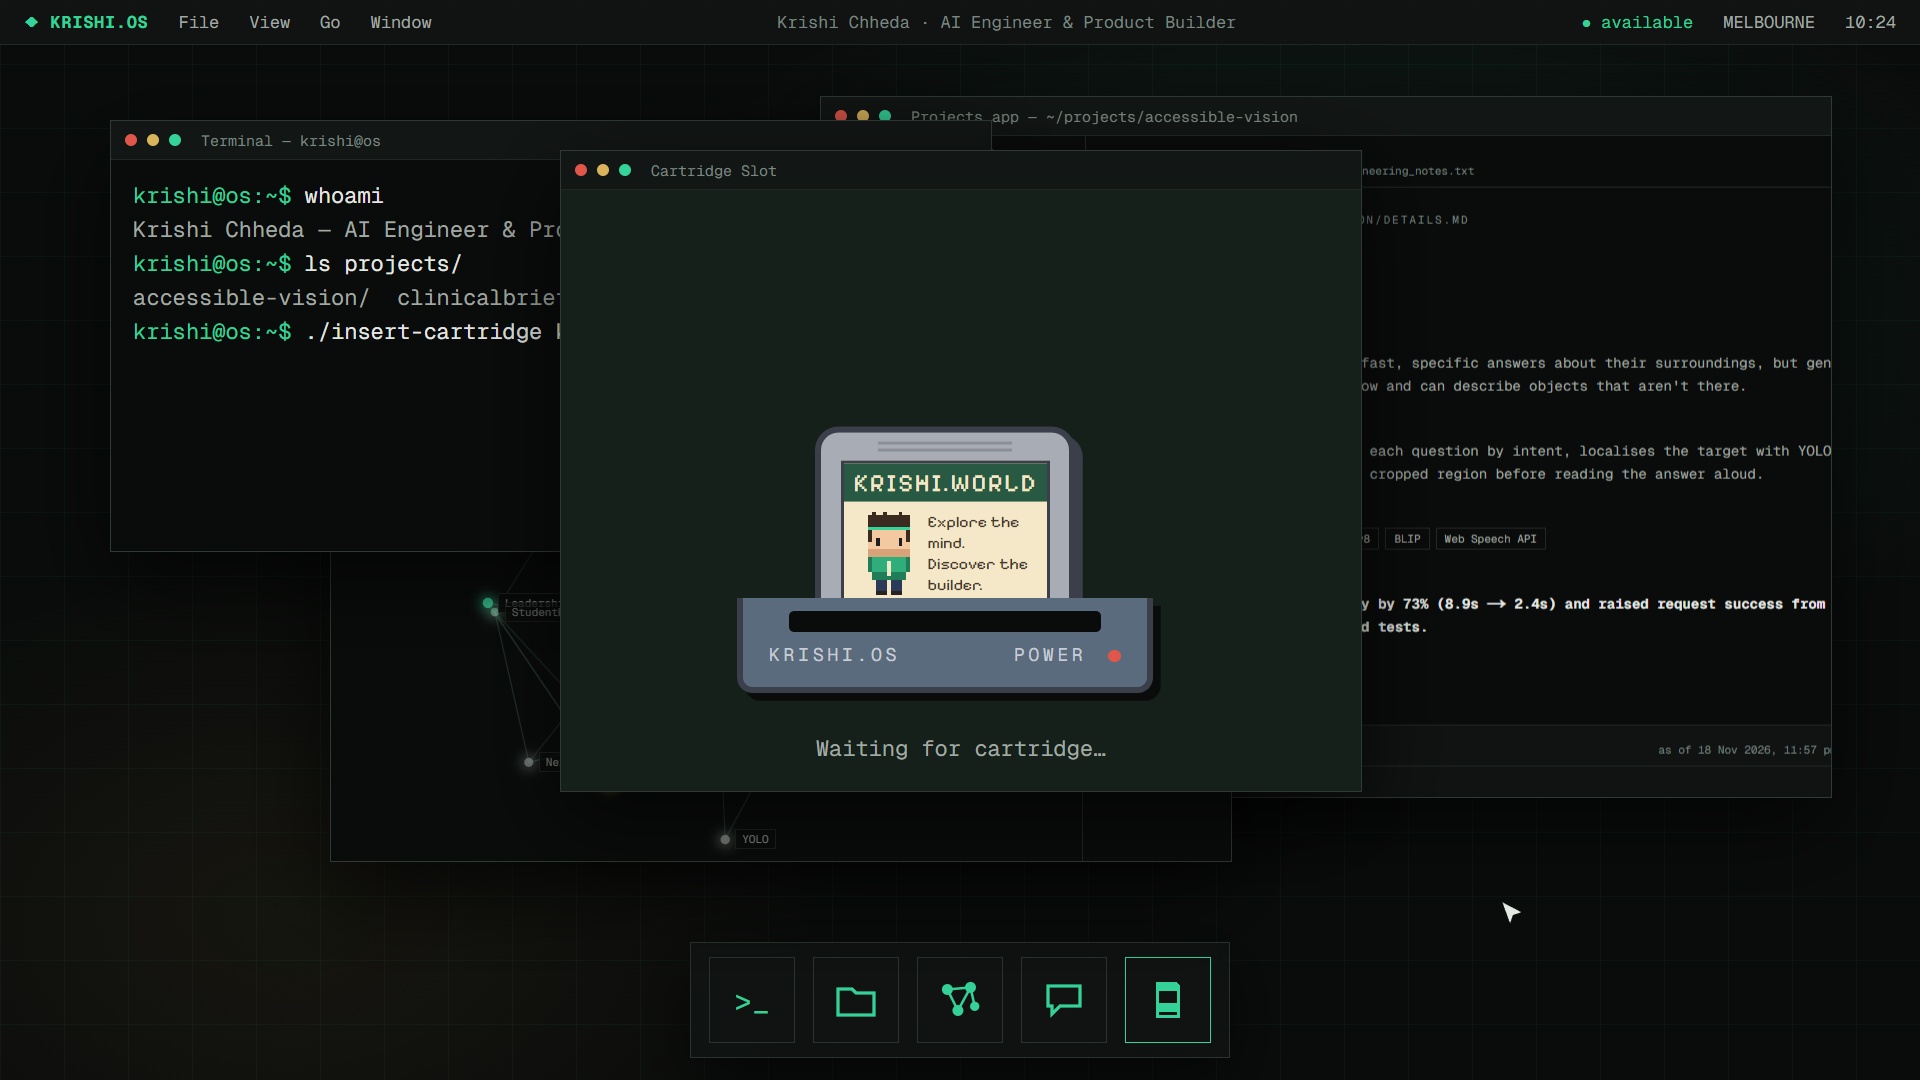 KRISHI.OS File View Go Window
Krishi Chheda · AI Engineer & Product Builder
available MELBOURNE 10:24
Projects app — ~/projects/accessible-vision
Terminal — krishi@os
krishi@os:~$ whoami
Krishi Chheda — AI Engineer &
krishi@os:~$ ls projects/
accessible-vision/
krishi@os:~$ ./insert-cartridge
Cartridge Slot
KRISHI.WORLD
Explore the
mind.
Discover the
builder.
KRISHI.OS POWER
Waiting for cartridge…
neering_notes.txt
N/DETAILS.MD
fast, specific answers about their surroundings, but gen
ow and can describe objects that aren't there.
each question by intent, localises the target with YOLO
cropped region before reading the answer aloud.
BLIP Web Speech API
y by 73% (8.9s → 2.4s) and raised request success from
d tests.
as of 18 Nov 2026, 11:57
YOLO
>_